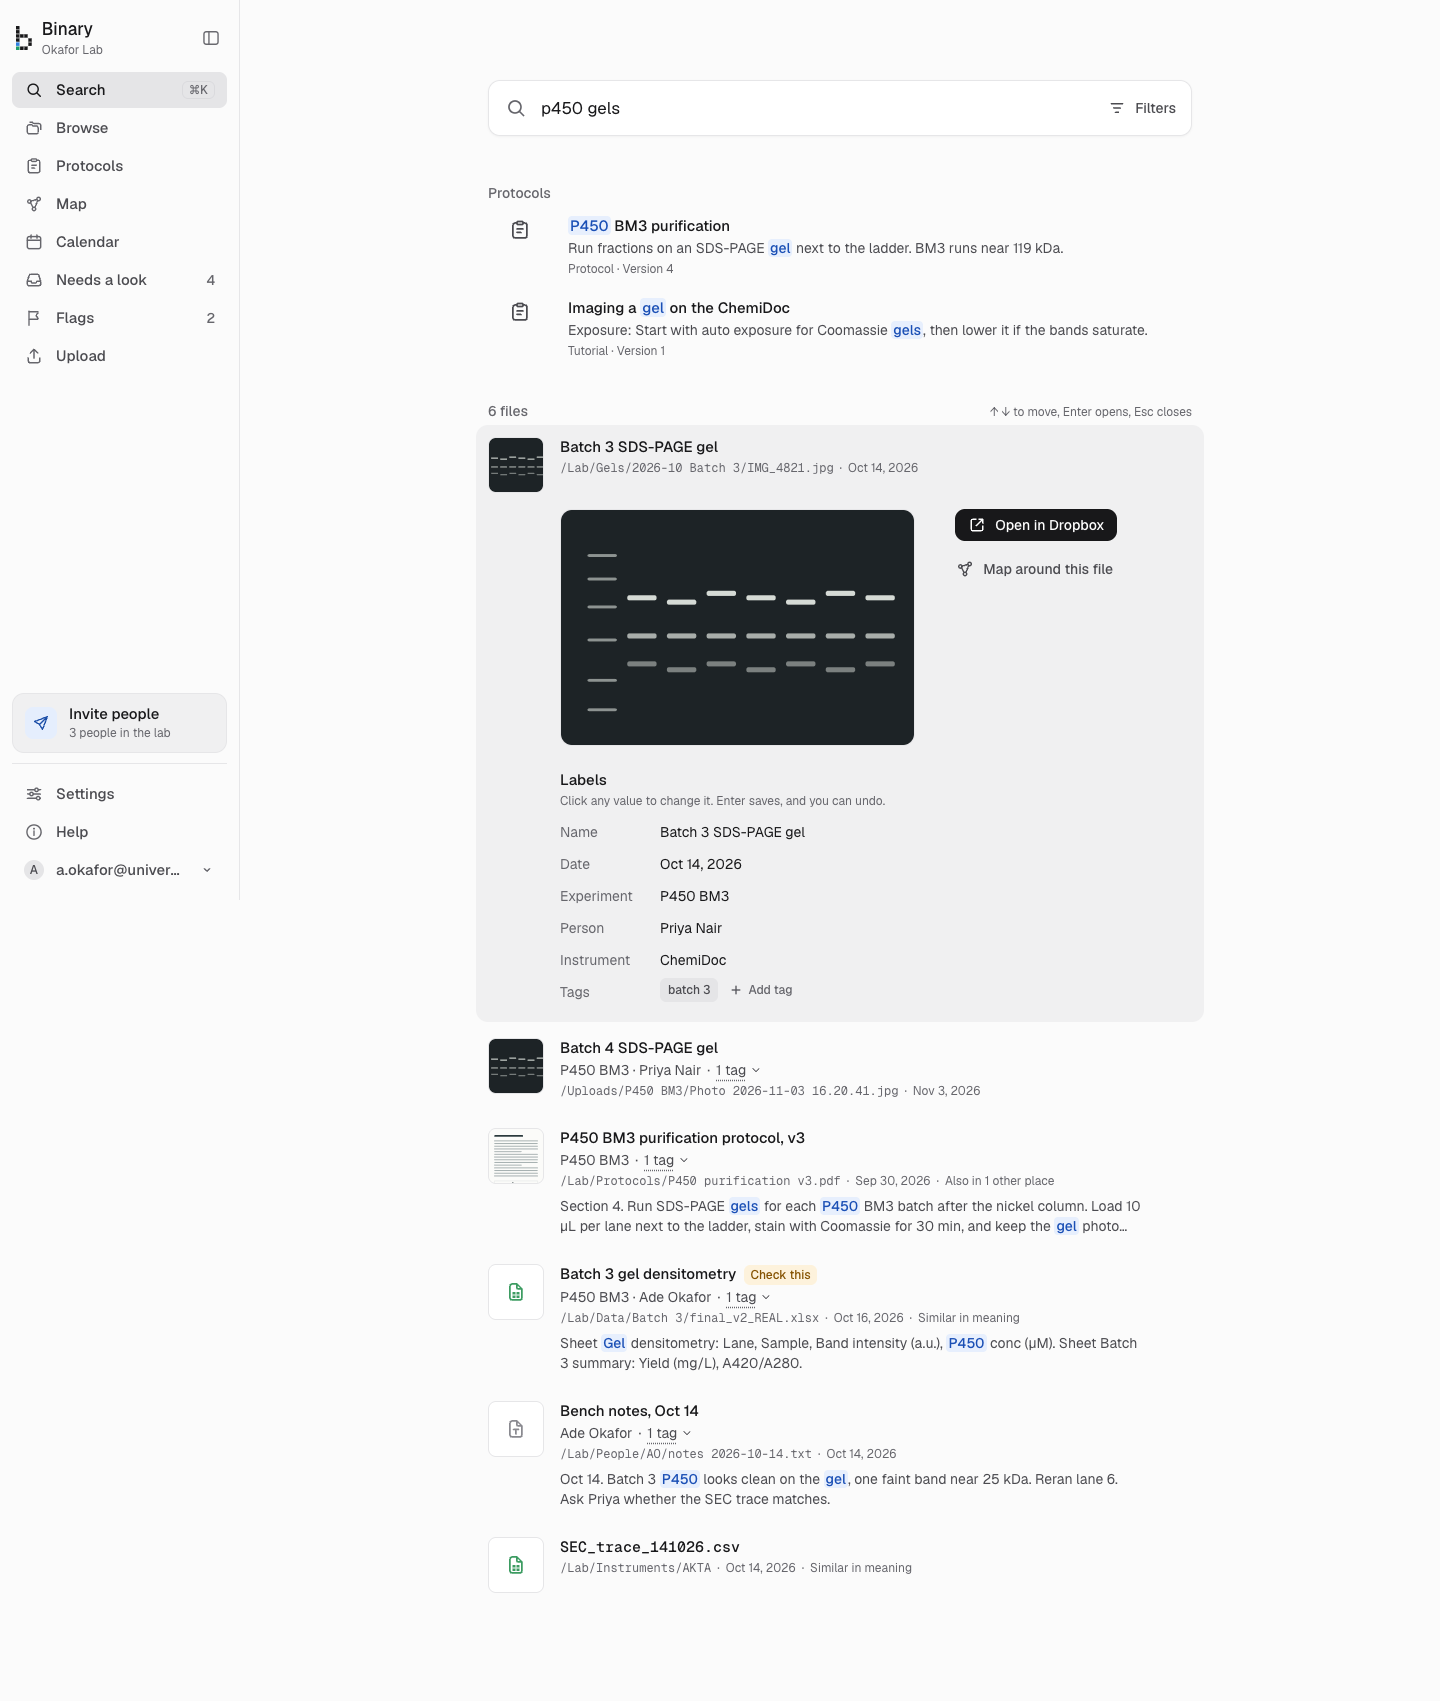 Binary
Okafor Lab
Search ⌘K
Browse
Protocols
Map
Calendar
Needs a look 4
Flags 2
Upload
Invite people
3 people in the lab
Settings
Help
A a.okafor@univer...
p450 gels
Filters
Protocols
P450 BM3 purification
Run fractions on an SDS-PAGE gel next to the ladder. BM3 runs near 119 kDa.
Protocol · Version 4
Imaging a gel on the ChemiDoc
Exposure: Start with auto exposure for Coomassie gels, then lower it if the bands saturate.
Tutorial · Version 1
6 files
↑↓ to move, Enter opens, Esc closes
Batch 3 SDS-PAGE gel
/Lab/Gels/2026-10 Batch 3/IMG_4821.jpg · Oct 14, 2026
Open in Dropbox
Map around this file
Labels
Click any value to change it. Enter saves, and you can undo.
Name Batch 3 SDS-PAGE gel
Date Oct 14, 2026
Experiment P450 BM3
Person Priya Nair
Instrument ChemiDoc
Tags batch 3 + Add tag
Batch 4 SDS-PAGE gel
P450 BM3 · Priya Nair · 1 tag
/Uploads/P450 BM3/Photo 2026-11-03 16.20.41.jpg · Nov 3, 2026
P450 BM3 purification protocol, v3
P450 BM3 · 1 tag
/Lab/Protocols/P450 purification v3.pdf · Sep 30, 2026 · Also in 1 other place
Section 4. Run SDS-PAGE gels for each P450 BM3 batch after the nickel column. Load 10
µL per lane next to the ladder, stain with Coomassie for 30 min, and keep the gel photo...
Batch 3 gel densitometry Check this
P450 BM3 · Ade Okafor · 1 tag
/Lab/Data/Batch 3/final_v2_REAL.xlsx · Oct 16, 2026 · Similar in meaning
Sheet Gel densitometry: Lane, Sample, Band intensity (a.u.), P450 conc (µM). Sheet Batch
3 summary: Yield (mg/L), A420/A280.
Bench notes, Oct 14
Ade Okafor · 1 tag
/Lab/People/AO/notes 2026-10-14.txt · Oct 14, 2026
Oct 14. Batch 3 P450 looks clean on the gel, one faint band near 25 kDa. Reran lane 6.
Ask Priya whether the SEC trace matches.
SEC_trace_141026.csv
/Lab/Instruments/AKTA · Oct 14, 2026 · Similar in meaning